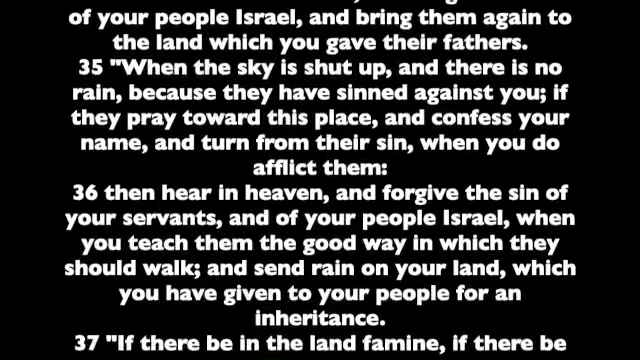 of your people Israel, and bring them again to
the land which you gave their fathers.
35 "When the sky is shut up, and there is no
rain, because they have sinned against you; if
they pray toward this place, and confess your
name, and turn from their sin, when you do
afflict them:
36 then hear in heaven, and forgive the sin of
your servants, and of your people Israel, when
you teach them the good way in which they
should walk; and send rain on your land, which
you have given to your people for an
inheritance.
37 "If there be in the land famine, if there be